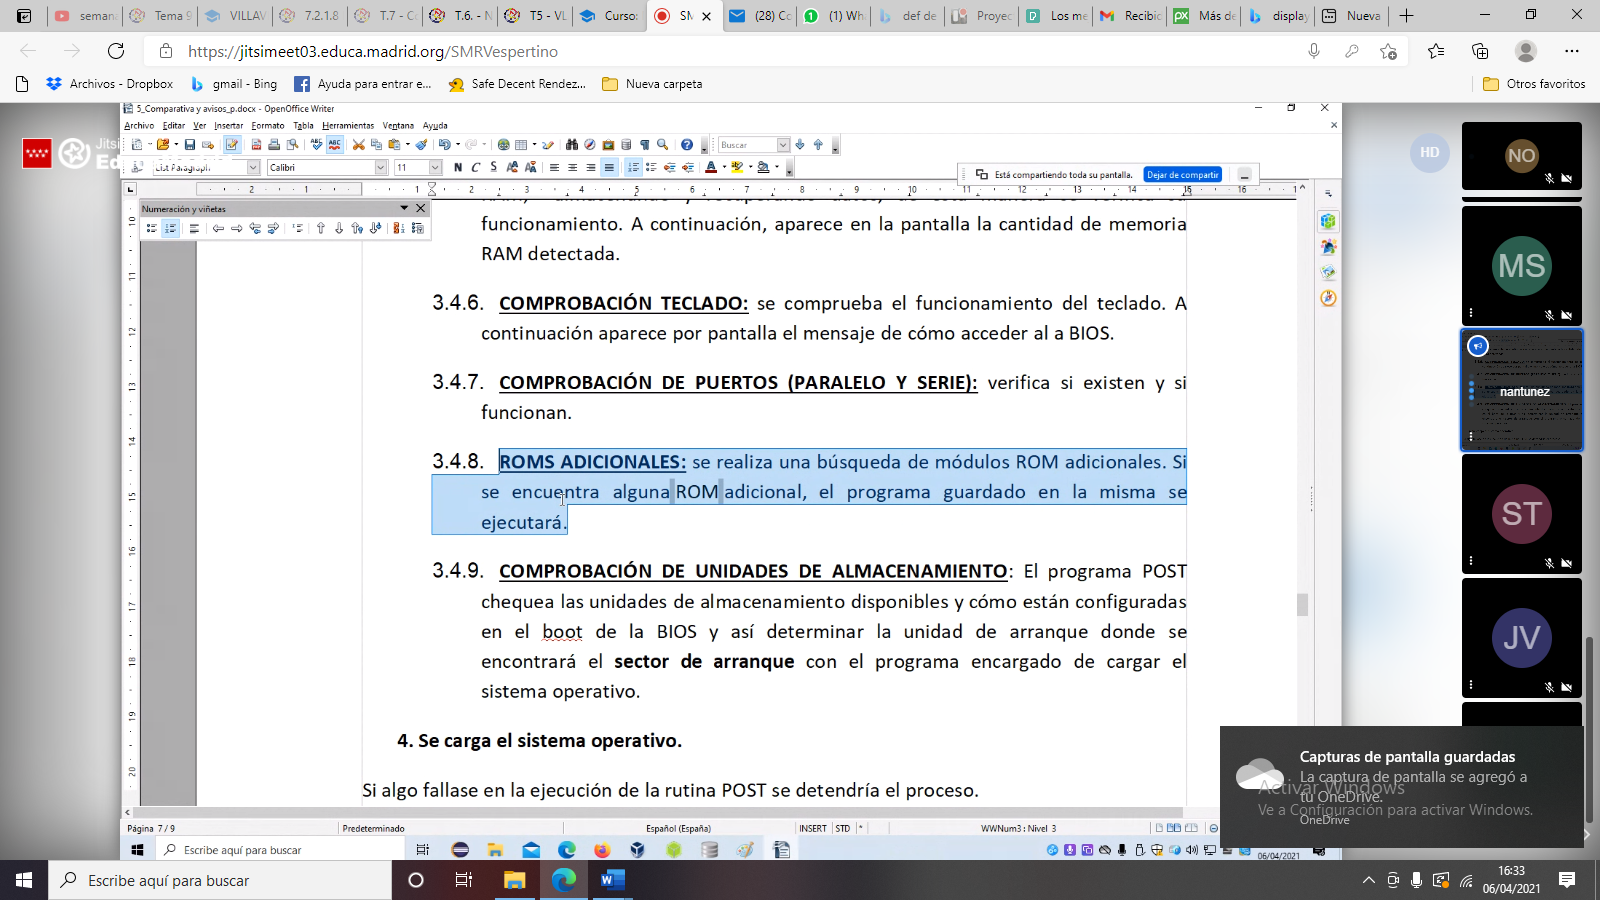 semana
Tema 9
VILLAV
7.2.1.8
T.7 - Co
T.6. - N
T5 - VL
Curso:
SM
(28) Co
(1) Wha
def de
Proyec
Los me
Recibid
Más de
display
Nueva
https://jitsimeet03.educa.madrid.org/SMRVespertino
Archivos - Dropbox
gmail - Bing
Ayuda para entrar e...
Safe Decent Rendez...
Nueva carpeta
Otros favoritos
5_Comparativa y avisos_p.docx - OpenOffice Writer
Archivo Editar Ver Insertar Formato Tabla Herramientas Ventana Ayuda
Buscar
List Paragraph
Calibri
11
Está compartiendo toda su pantalla.
Dejar de compartir
Numeración y viñetas
funcionamiento. A continuación, aparece en la pantalla la cantidad de memoria
RAM detectada.
3.4.6. COMPROBACIÓN TECLADO: se comprueba el funcionamiento del teclado. A
continuación aparece por pantalla el mensaje de cómo acceder al a BIOS.
3.4.7. COMPROBACIÓN DE PUERTOS (PARALELO Y SERIE): verifica si existen y si
funcionan.
3.4.8. ROMS ADICIONALES: se realiza una búsqueda de módulos ROM adicionales. Si
se encuentra alguna ROM adicional, el programa guardado en la misma se
ejecutará.
3.4.9. COMPROBACIÓN DE UNIDADES DE ALMACENAMIENTO: El programa POST
chequea las unidades de almacenamiento disponibles y cómo están configuradas
en el boot de la BIOS y así determinar la unidad de arranque donde se
encontrará el sector de arranque con el programa encargado de cargar el
sistema operativo.
4. Se carga el sistema operativo.
Si algo fallase en la ejecución de la rutina POST se detendría el proceso.
Página 7 / 9
Predeterminado
Español (España)
INSERT
STD
*
WWNum3 : Nivel 3
Escribe aquí para buscar
06/04/2021
HD
NO
MS
nantunez
ST
JV
Capturas de pantalla guardadas
La captura de pantalla se agregó a
tu OneDrive.
OneDrive
Activar Windows
Ve a Configuración para activar Windows.
Escribe aquí para buscar
16:33
06/04/2021